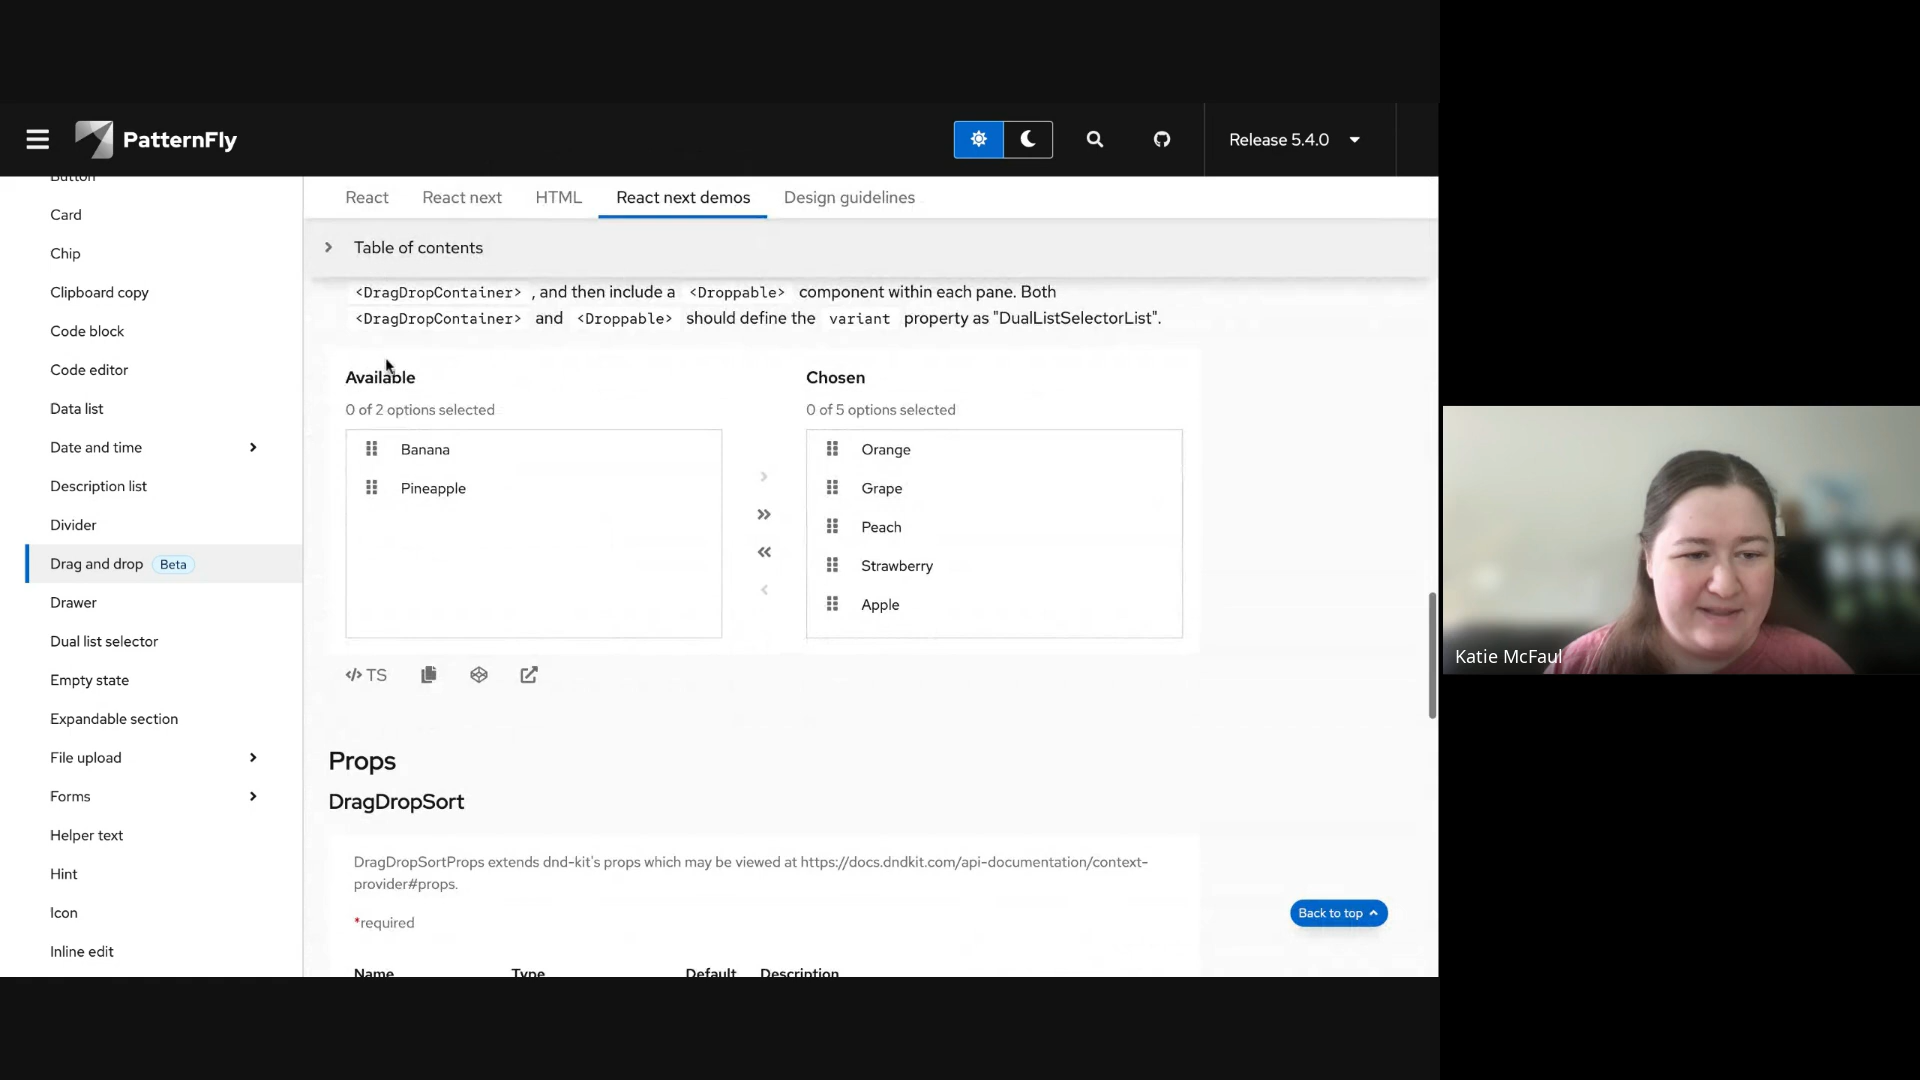 PatternFly
Release 5.4.0
Button
Card
Chip
Clipboard copy
Code block
Code editor
Data list
Date and time
Description list
Divider
Drag and drop Beta
Drawer
Dual list selector
Empty state
Expandable section
File upload
Forms
Helper text
Hint
Icon
Inline edit
React React next HTML React next demos Design guidelines
Table of contents
<DragDropContainer> , and then include a <Droppable> component within each pane. Both
<DragDropContainer> and <Droppable> should define the variant property as "DualListSelectorList".
Available
0 of 2 options selected
Banana
Pineapple
Chosen
0 of 5 options selected
Orange
Grape
Peach
Strawberry
Apple
TS
Props
DragDropSort
DragDropSortProps extends dnd-kit's props which may be viewed at https://docs.dndkit.com/api-documentation/context-
provider#props.
*required
Back to top
Name Type Default Description
Katie McFaul